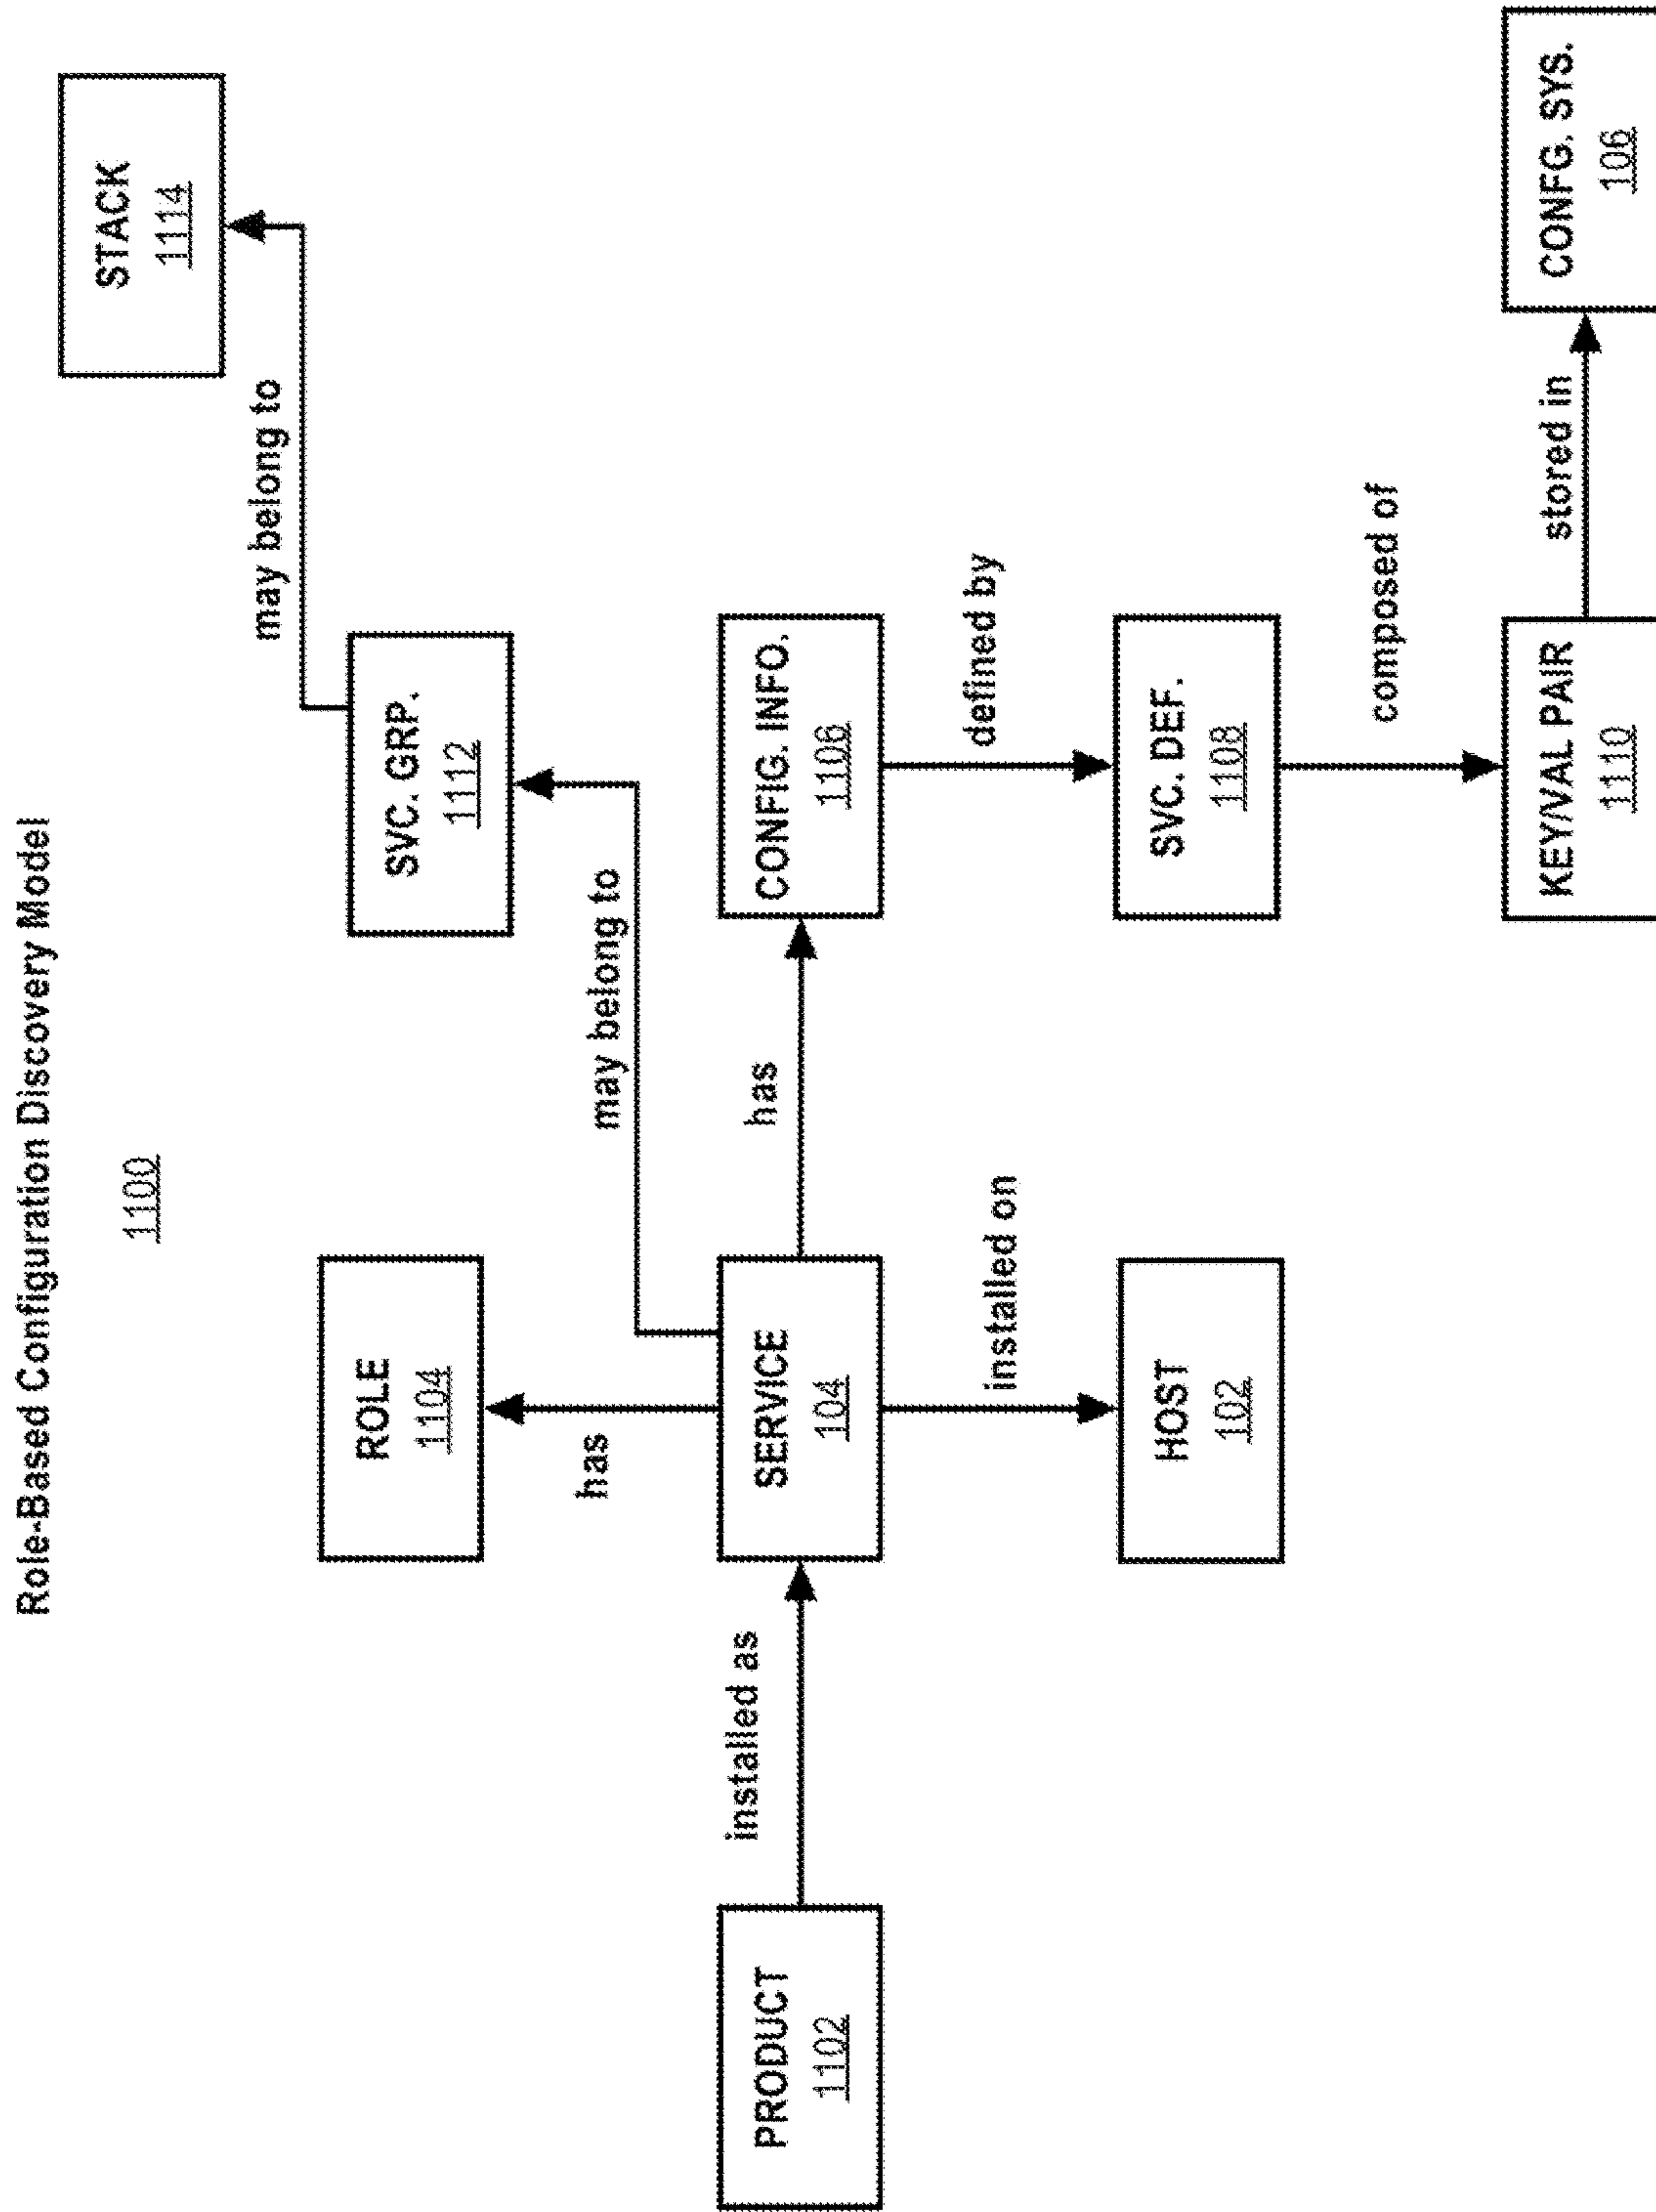 Role-Based Configuration Discovery Model
1100
STACK
1114
may belong to
SVC. GRP.
1112
may belong to
ROLE
1104
has
PRODUCT
1102
installed as
SERVICE
104
has
CONFIG. INFO.
1106
installed on
defined by
HOST
102
SVC. DEF.
1108
composed of
KEY/VAL PAIR
1110
stored in
CONFG. SYS.
106